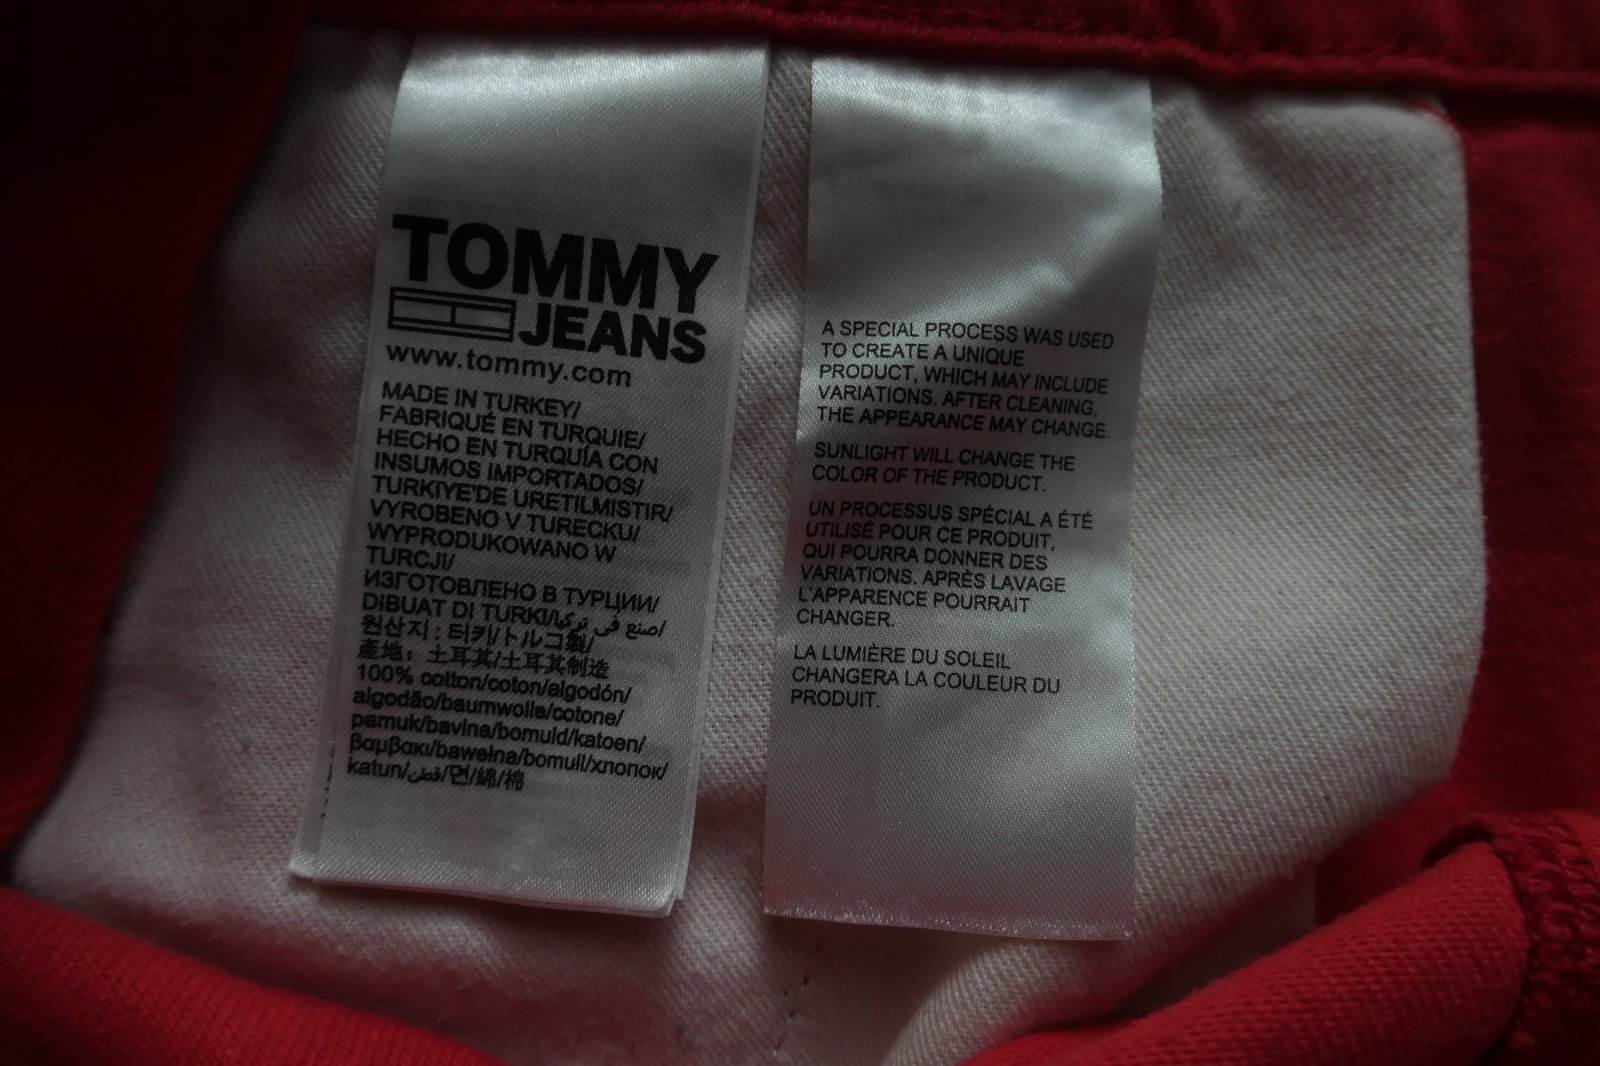 TOMMY
JEANS
www.tommy.com
MADE IN TURKEY/
FABRIQUÉ EN TURQUIE/
HECHO EN TURQUÍA CON
INSUMOS IMPORTADOS/
TURKIYE'DE URETILMISTIR/
VYROBENO V TURECKU/
WYPRODUKOWANO W
TURCJI/
ИЗГОТОВЛЕНО В ТУРЦИИ/
DIBUAT DI TURKI/صنع في تركيا/
원산지 : 터키/トルコ製/
產地：土耳其/土耳其制造
100% cotton/coton/algodón/
algodão/baumwolle/cotone/
pamuk/bavlna/bomuld/katoen/
βαμβακι/bawełna/bomull/хлопок/
katun/قطن/면/綿/棉
A SPECIAL PROCESS WAS USED
TO CREATE A UNIQUE
PRODUCT, WHICH MAY INCLUDE
VARIATIONS. AFTER CLEANING,
THE APPEARANCE MAY CHANGE.
SUNLIGHT WILL CHANGE THE
COLOR OF THE PRODUCT.
UN PROCESSUS SPÉCIAL A ÉTÉ
UTILISÉ POUR CE PRODUIT,
QUI POURRA DONNER DES
VARIATIONS. APRÈS LAVAGE
L'APPARENCE POURRAIT
CHANGER.
LA LUMIÈRE DU SOLEIL
CHANGERA LA COULEUR DU
PRODUIT.